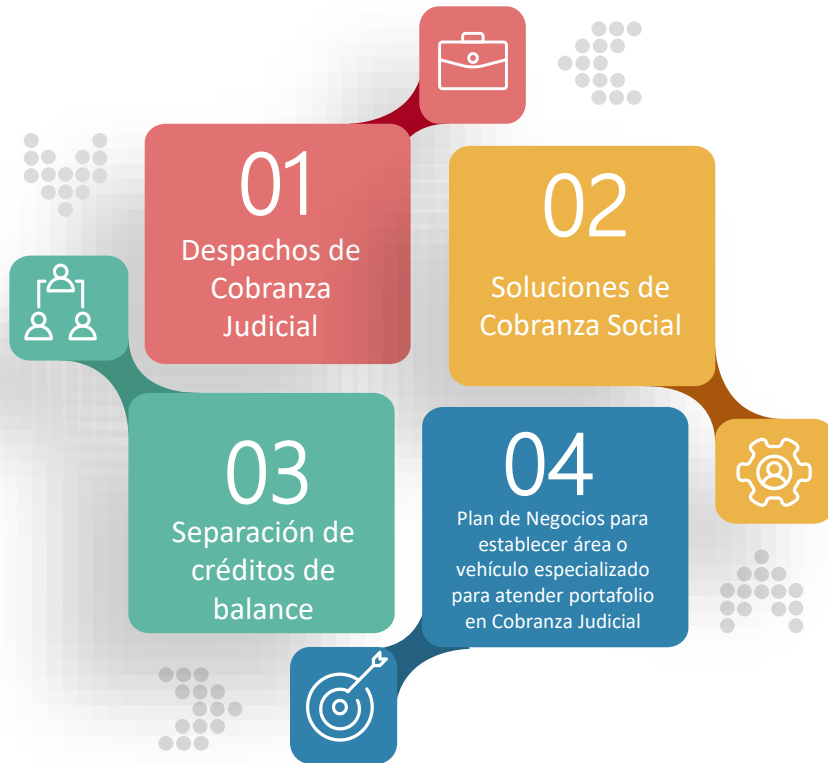 01
Despachos de
Cobranza
Judicial
02
Soluciones de
Cobranza Social
03
Separación de
créditos de
balance
04
Plan de Negocios para
establecer área o
vehículo especializado
para atender portafolio
en Cobranza Judicial